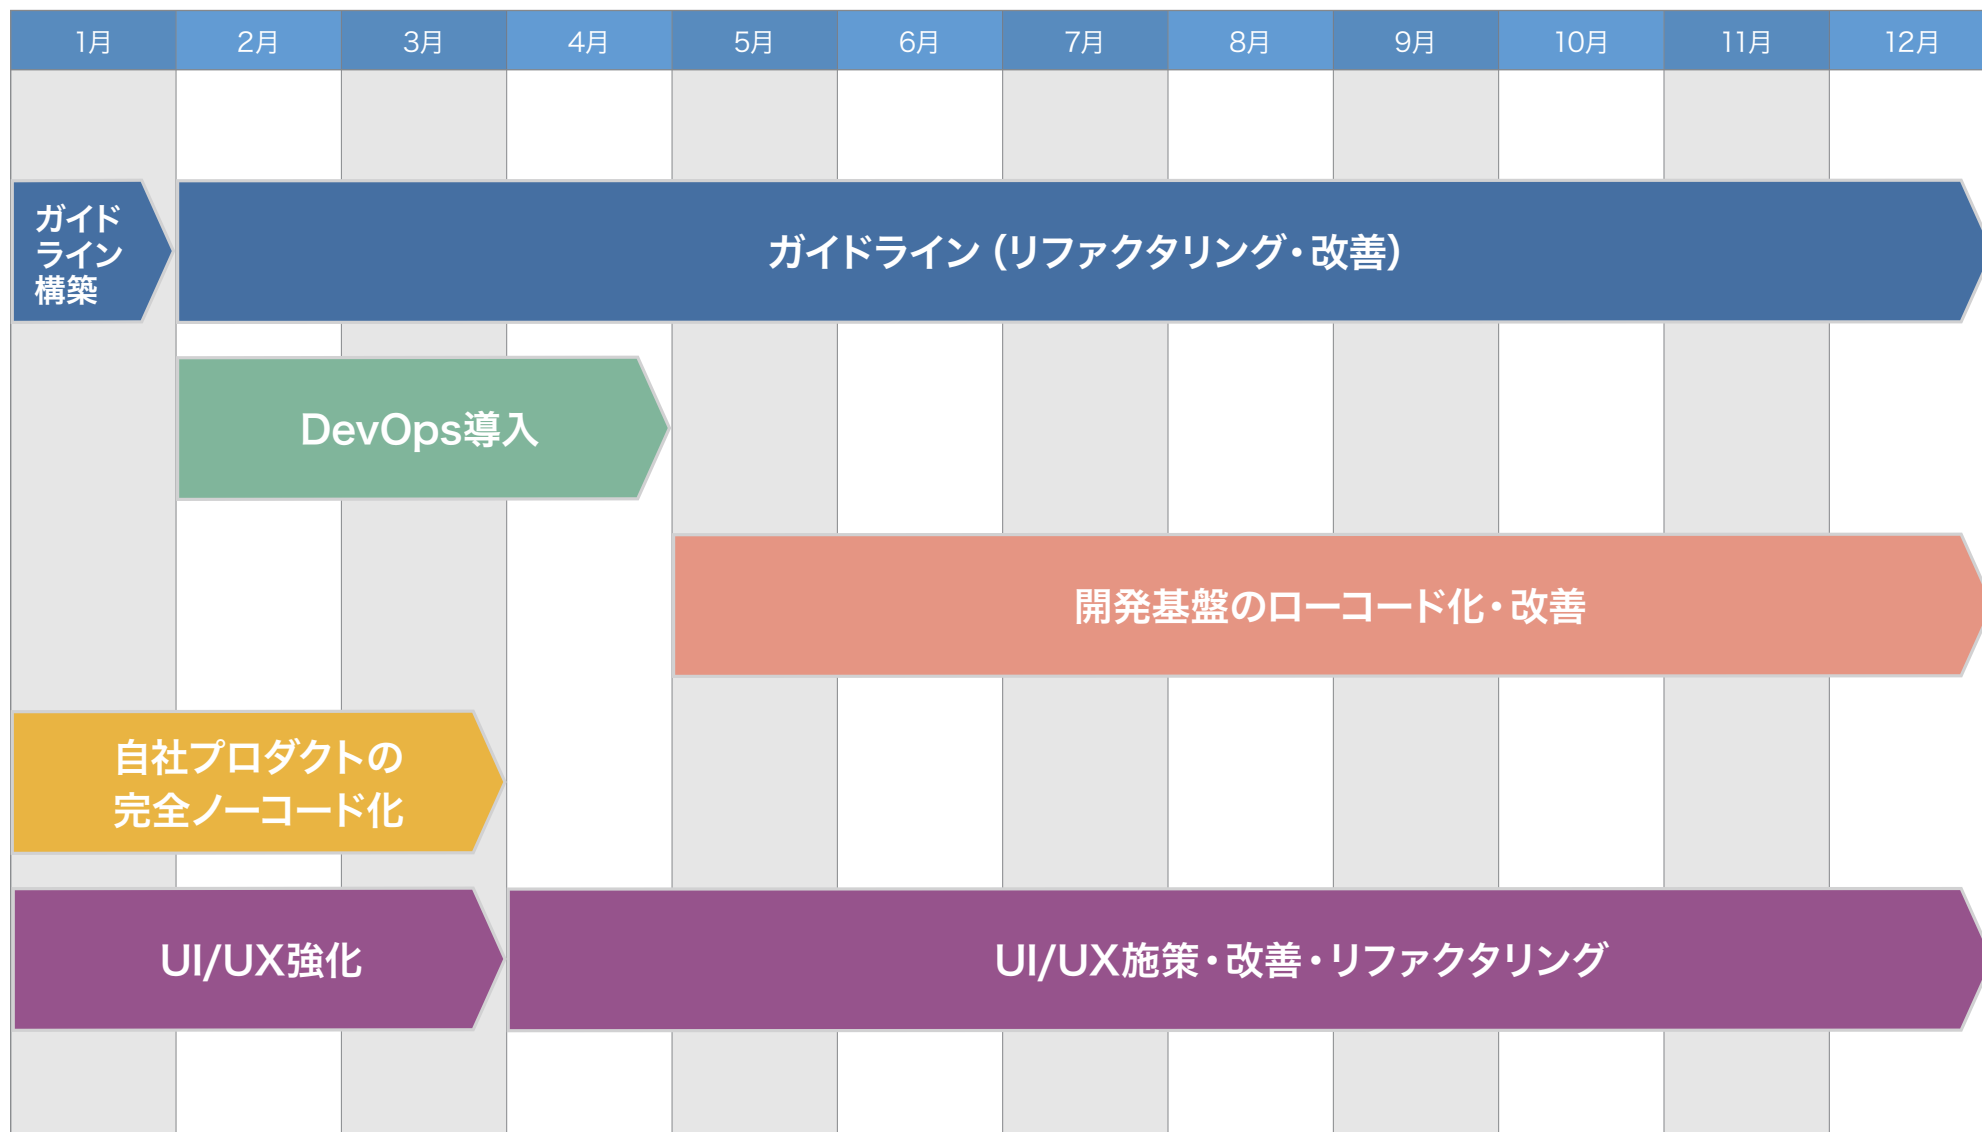 1月 2月 3月 4月 5月 6月 7月 8月 9月 10月 11月 12月
ガイド
ライン
構築
ガイドライン（リファクタリング・改善）
DevOps導入
開発基盤のローコード化・改善
自社プロダクトの
完全ノーコード化
UI/UX強化
UI/UX施策・改善・リファクタリング